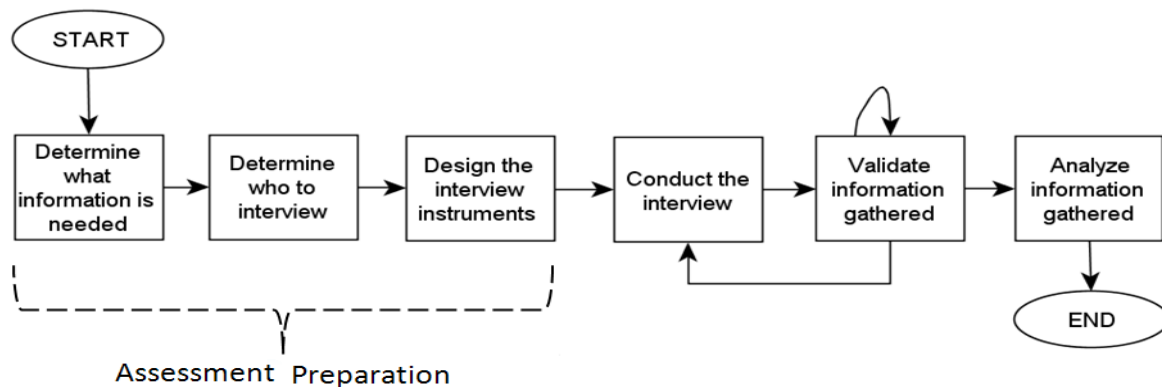 START
Determine
what
information is
needed
Determine
who to
interview
Design the
interview
instruments
Conduct the
interview
Validate
information
gathered
Analyze
information
gathered
END
Assessment Preparation